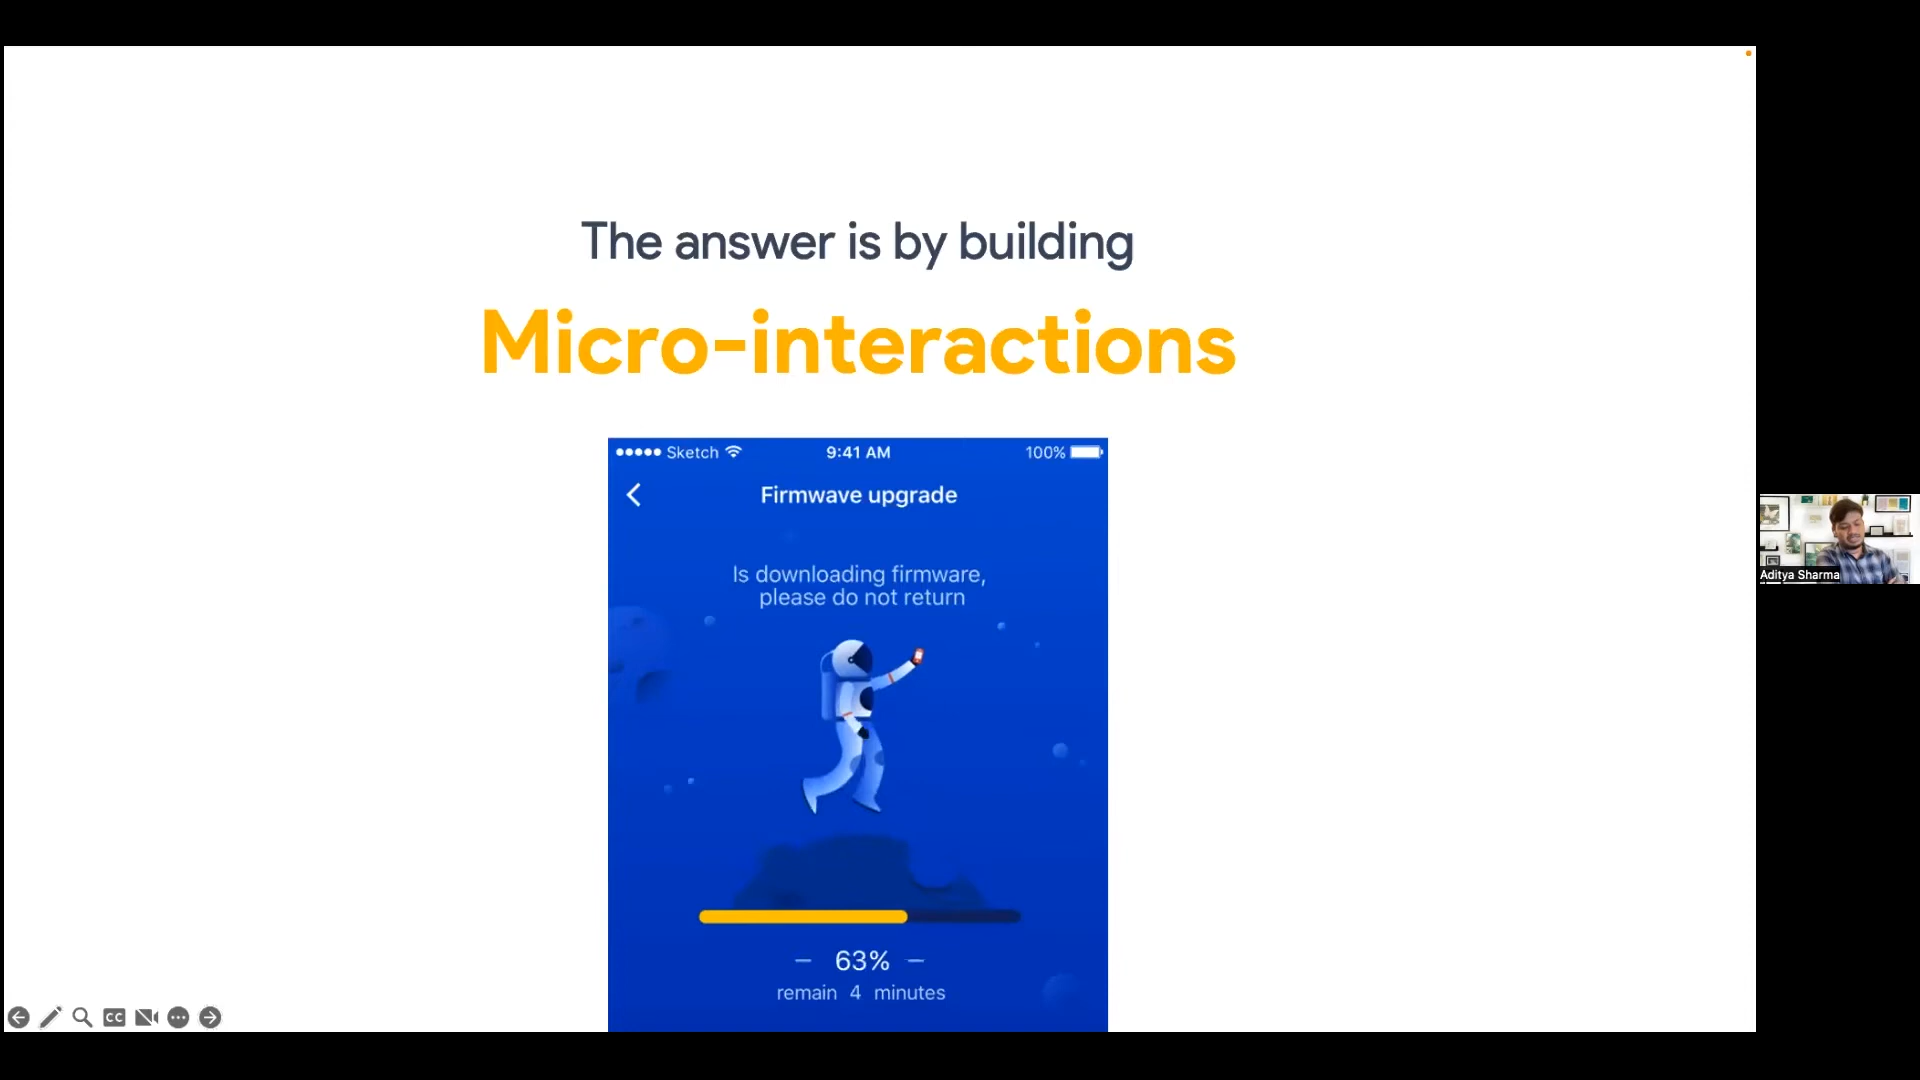 The answer is by building
Micro-interactions
Sketch 9:41 AM 100%
Firmwave upgrade
Is downloading firmware,
please do not return
— 63% —
remain 4 minutes
Aditya Sharma
CC